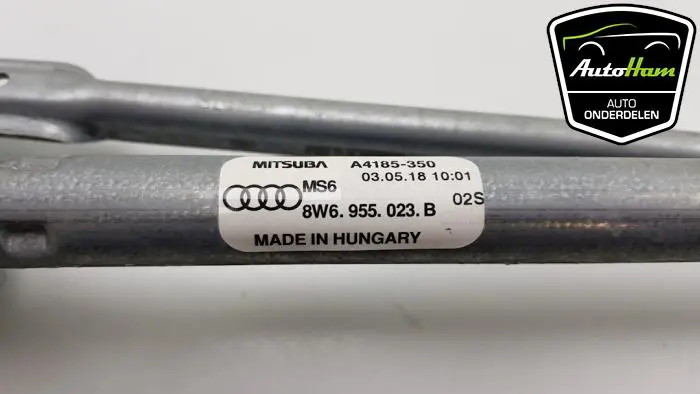 AutoHam
AUTO
ONDERDELEN
MITSUBA A4185-350
MS6 03.05.18 10:01
8W6. 955. 023. B 02S
MADE IN HUNGARY